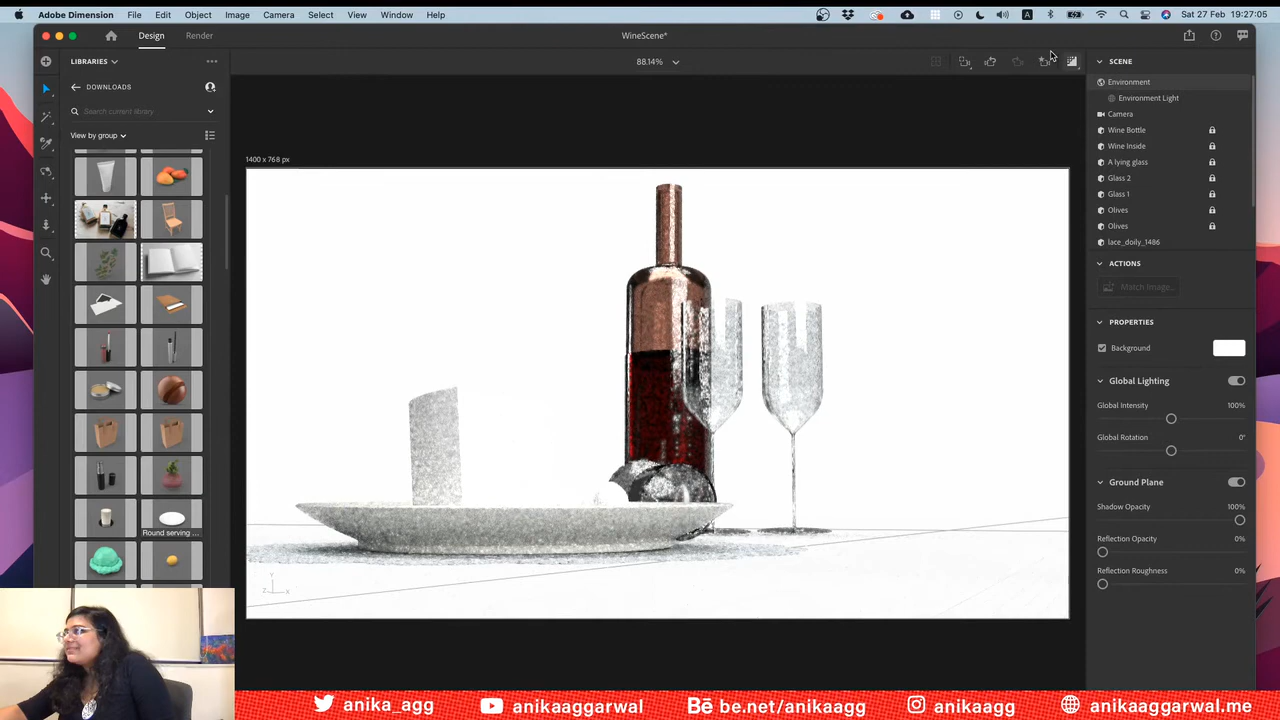 Adobe Dimension File Edit Object Image Camera Select View Window Help A Sat 27 Feb 19:27:05
Design Render WineScene*
LIBRARIES 88.14% SCENE
DOWNLOADS Environment
Search current library Environment Light
View by group Camera
Wine Bottle
Wine Inside
1400 x 768 px A lying glass
Glass 2
Glass 1
Olives
Olives
lace_doily_1486
ACTIONS
Match Image...
PROPERTIES
Background
Global Lighting
Global Intensity 100%
Global Rotation 0°
Ground Plane
Shadow Opacity 100%
Round serving ...
Reflection Opacity 0%
Reflection Roughness 0%
Y
Z X
anika_agg anikaaggarwal Bē be.net/anikaagg anikaagg anikaaggarwal.me